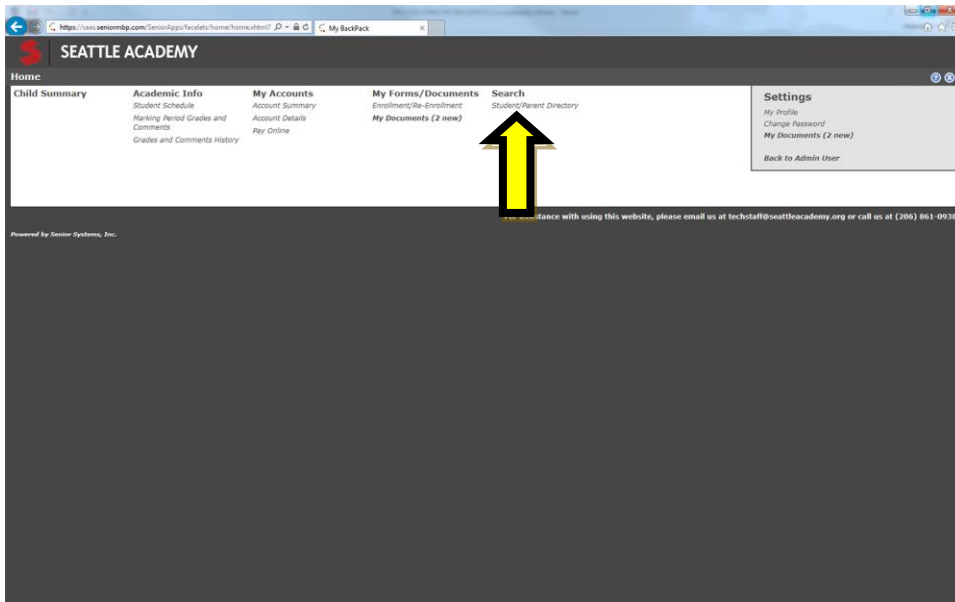 https://saas.seniormbp.com/SeniorApps/facelets/home/home.xhtml?
My BackPack
SEATTLE ACADEMY
Home
Child Summary
Academic Info
Student Schedule
Marking Period Grades and
Comments
Grades and Comments History
My Accounts
Account Summary
Account Details
Pay Online
My Forms/Documents
Enrollment/Re-Enrollment
My Documents (2 new)
Search
Student/Parent Directory
Settings
My Profile
Change Password
My Documents (2 new)
Back to Admin User
with using this website, please email us at techstaff@seattleacademy.org or call us at (206) 861-0938
Powered by Senior Systems, Inc.